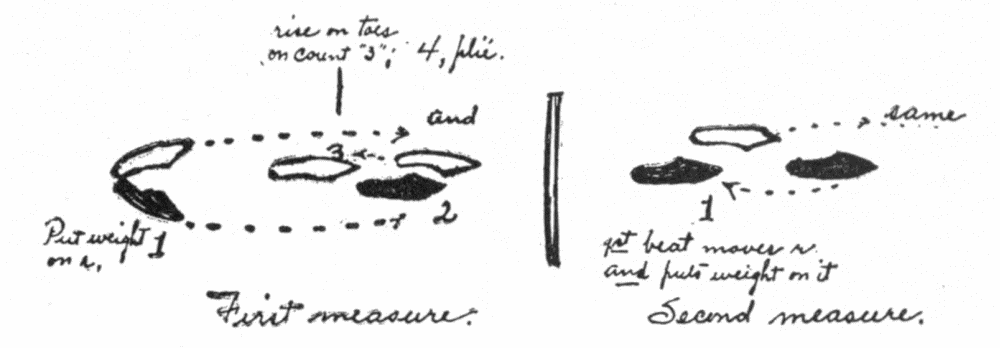 rise on toes
on count "3"; 4, plié.
and
3
same
1
2
1
Put weight
on r,
1st beat moves r.
and puts weight on it
First measure.
Second measure.